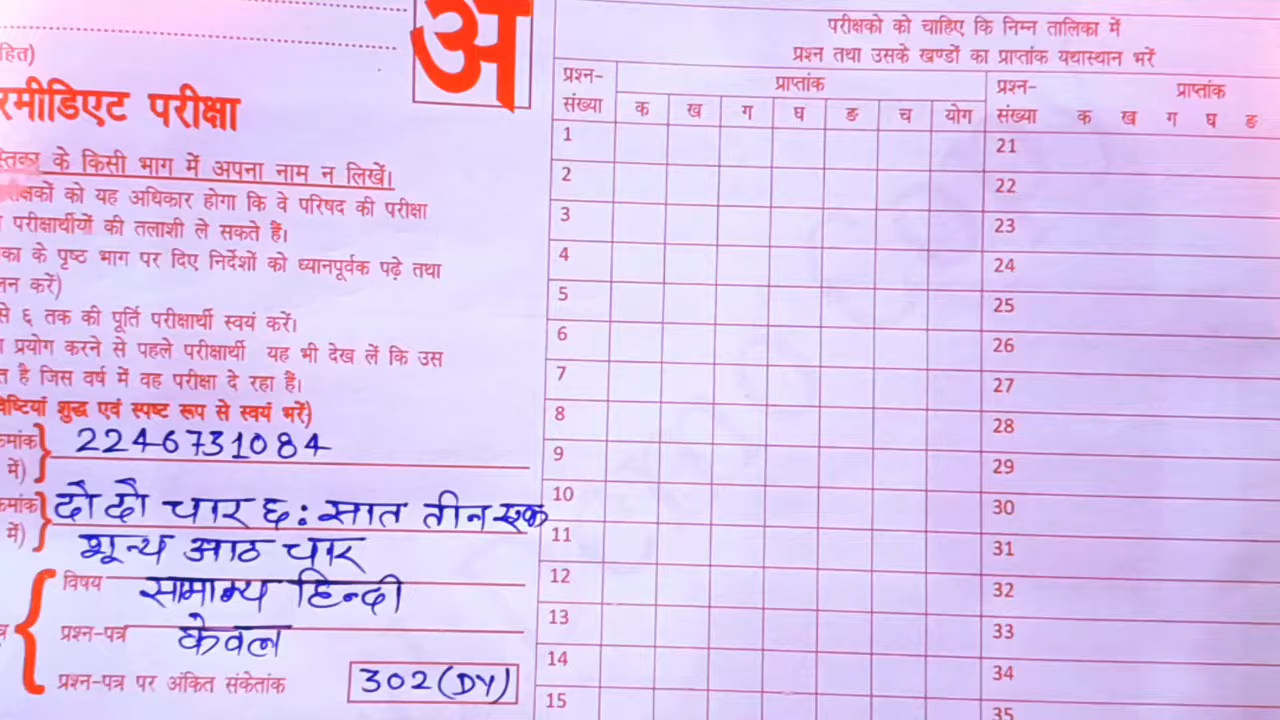 अ
हित)
रमीडिएट परीक्षा
स्तिका के किसी भाग में अपना नाम न लिखें।
क्षकों को यह अधिकार होगा कि वे परिषद की परीक्षा
परीक्षार्थीयों की तलाशी ले सकते हैं।
का के पृष्ठ भाग पर दिए निर्देशों को ध्यानपूर्वक पढ़े तथा
लन करें)
से ६ तक की पूर्ति परीक्षार्थी स्वयं करें।
प्रयोग करने से पहले परीक्षार्थी यह भी देख लें कि उस
त है जिस वर्ष में वह परीक्षा दे रहा है।
विष्टियां शुद्ध एवं स्पष्ट रूप से स्वयं भरें)
क्रमांक 2246731084
में)
क्रमांक दो दो चार छ: सात तीन एक
में) शून्य आठ चार
विषय सामान्य हिन्दी
प्रश्न-पत्र केवल
प्रश्न-पत्र पर अंकित संकेतांक 302(DY)
परीक्षको को चाहिए कि निम्न तालिका में
प्रश्न तथा उसके खण्डों का प्राप्तांक यथास्थान भरें
प्रश्न- प्राप्तांक प्रश्न- प्राप्तांक
संख्या क ख ग घ ङ च योग संख्या क ख ग घ ङ
1 21
2 22
3 23
4 24
5 25
6 26
7 27
8 28
9 29
10 30
11 31
12 32
13 33
14 34
15 35